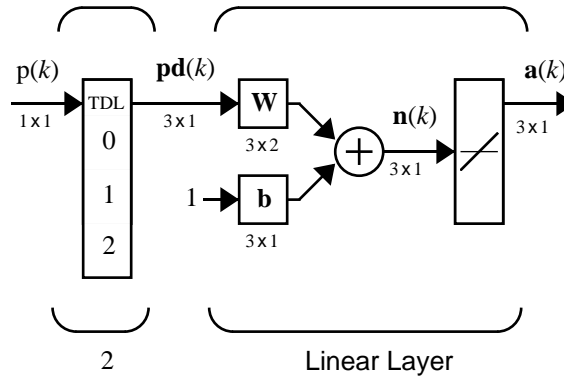 p(k)
1 x 1
TDL
0
1
2
pd(k)
3 x 1
W
3 x 2
1
b
3 x 1
n(k)
3 x 1
a(k)
3 x 1
2
Linear Layer